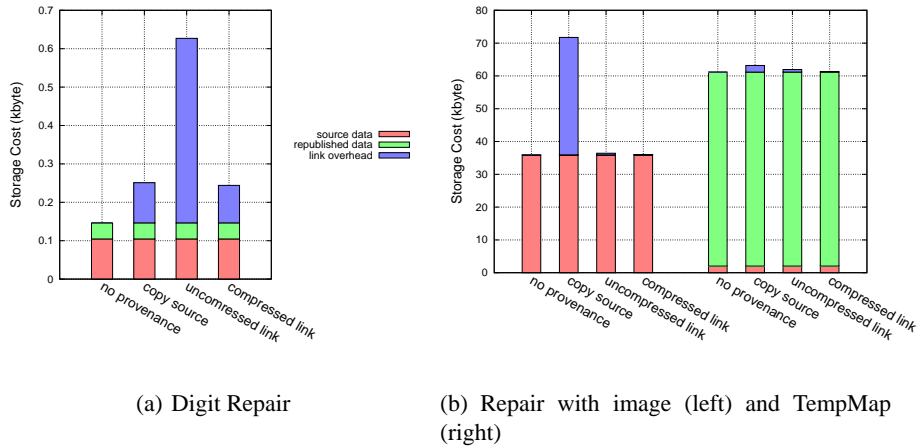 0.7
0.6
0.5
0.4
0.3
0.2
0.1
0
Storage Cost (kbyte)
no provenance
copy source
uncompressed link
compressed link
source data
republished data
link overhead
80
70
60
50
40
30
20
10
0
Storage Cost (kbyte)
no provenance
copy source
uncompressed link
compressed link
no provenance
copy source
uncompressed link
compressed link
(a) Digit Repair
(b) Repair with image (left) and TempMap
(right)